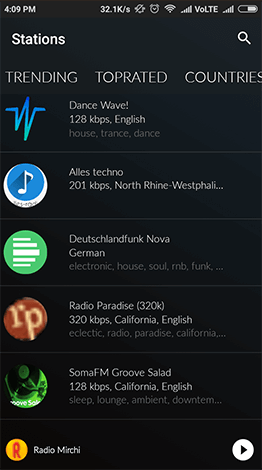 4:09 PM 32.1K/s VoLTE
Stations
TRENDING TOPRATED COUNTRIES
Dance Wave!
128 kbps, English
house, trance, dance
Alles techno
201 kbps, North Rhine-Westphali...
Deutschlandfunk Nova
German
electronic, house, soul, rnb, funk, ...
rp
Radio Paradise (320k)
320 kbps, California, English
eclectic, radio, paradise, california,...
SomaFM Groove Salad
128 kbps, California, English
sleep, lounge, ambient, downtem...
R
Radio Mirchi